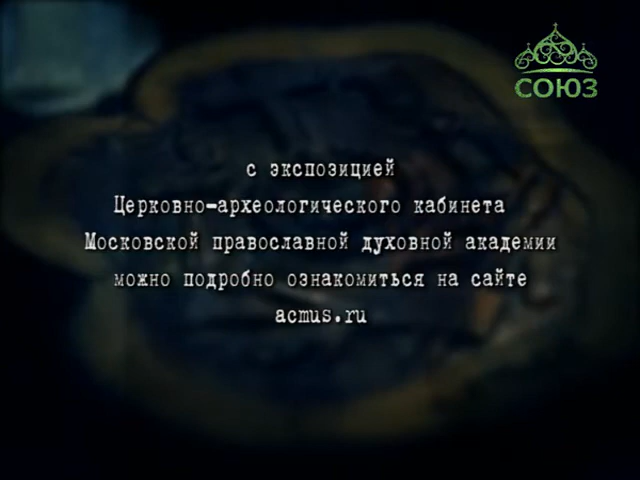 СОЮЗ
с экспозицией
Церковно-археологического кабинета
Московской православной духовной академии
можно подробно ознакомиться на сайте
acmus.ru